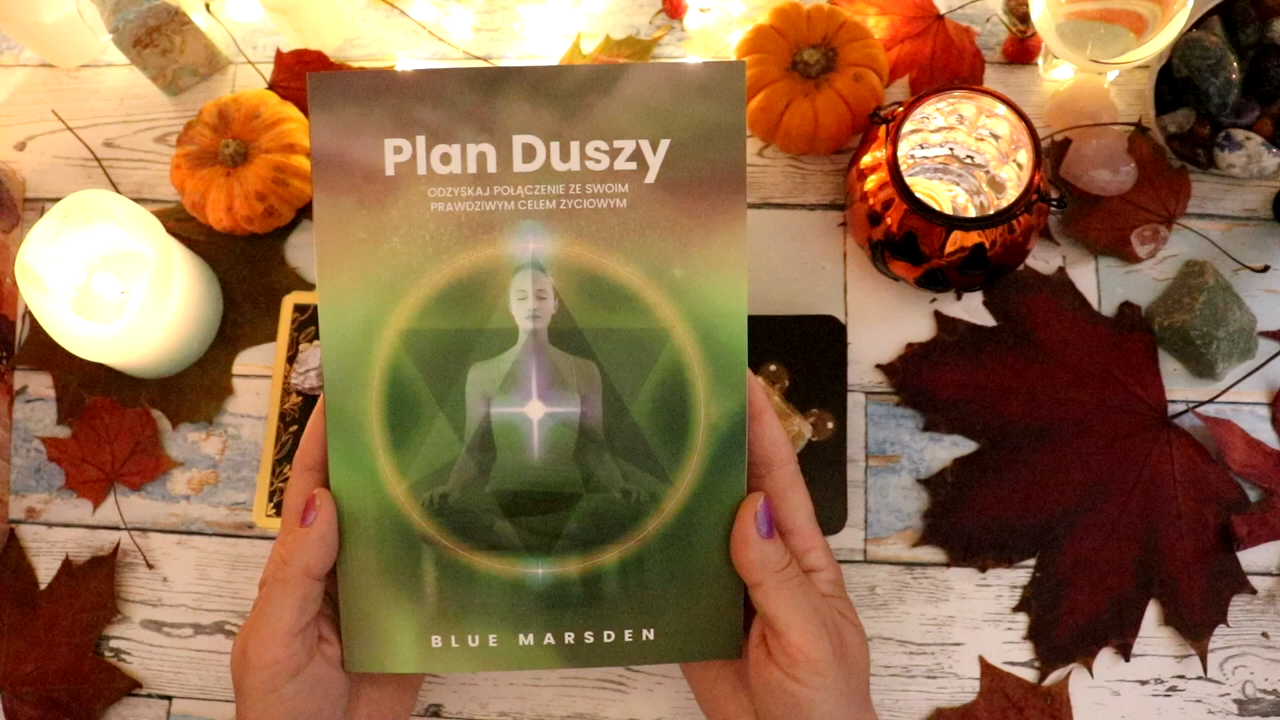 Plan Duszy
ODZYSKAJ POŁĄCZENIE ZE SWOIM
PRAWDZIWYM CELEM ŻYCIOWYM
BLUE MARSDEN